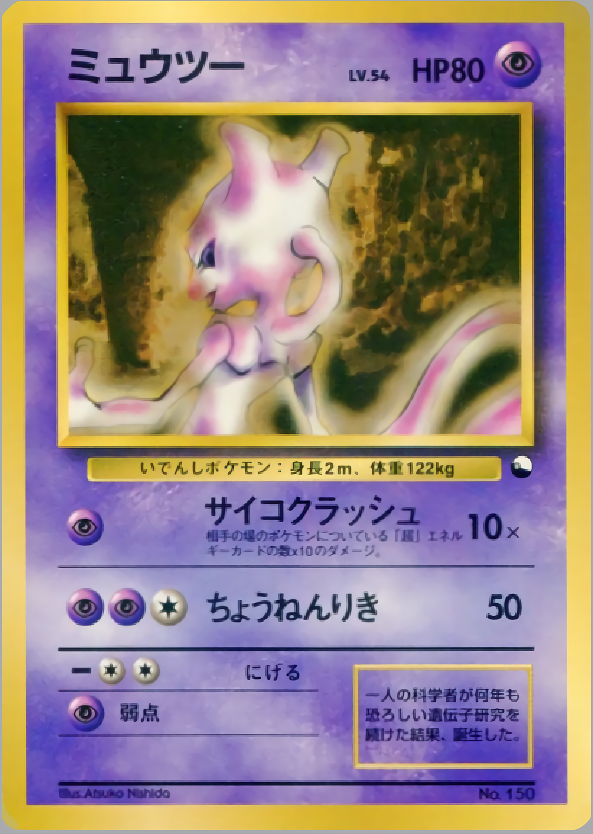 ミュウツー LV.54 HP80
いでんしポケモン：身長2m、体重122kg
サイコクラッシュ 10×
相手の場のポケモンについている「超」エネル
ギーカードの数x10のダメージ。
ちょうねんりき 50
ー にげる
弱点
一人の科学者が何年も
恐ろしい遺伝子研究を
続けた結果、誕生した。
Illus. Atsuko Nishida No. 150